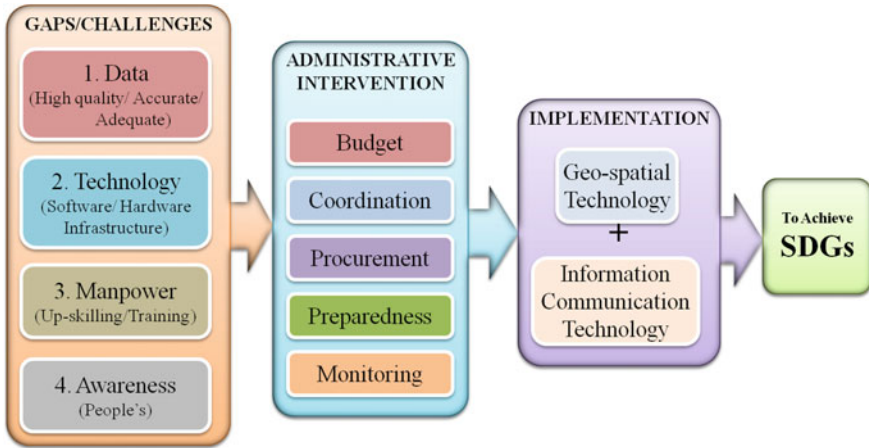 GAPS/CHALLENGES
1. Data
(High quality/ Accurate/
Adequate)
2. Technology
(Software/ Hardware
Infrastructure)
3. Manpower
(Up-skilling/Training)
4. Awareness
(People's)
ADMINISTRATIVE
INTERVENTION
Budget
Coordination
Procurement
Preparedness
Monitoring
IMPLEMENTATION
Geo-spatial
Technology
+
Information
Communication
Technology
To Achieve
SDGs